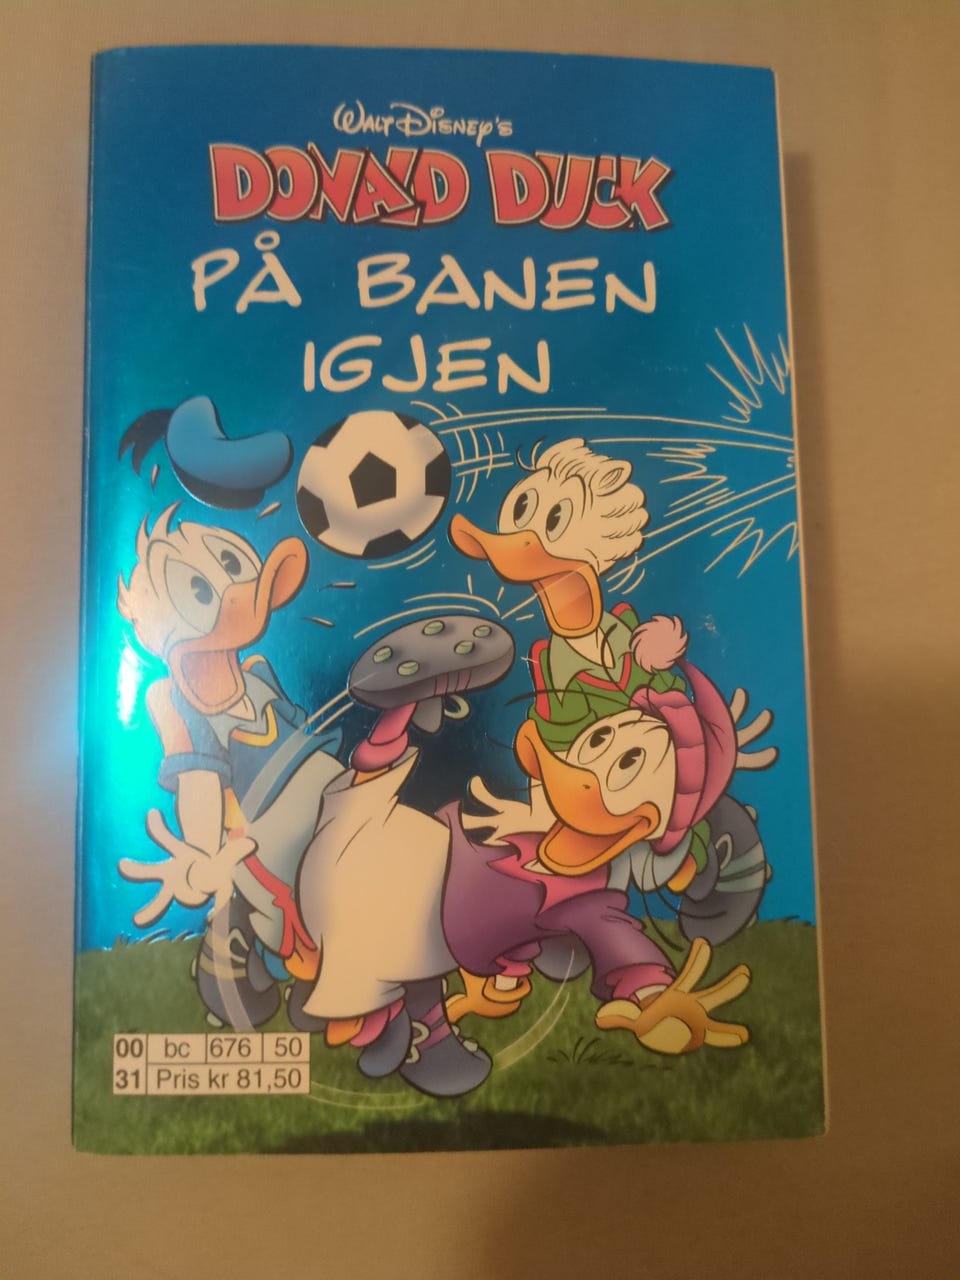 WALT DISNEY'S
DONALD DUCK
PÅ BANEN
IGJEN
00 bc 676 50
31 Pris kr 81,50